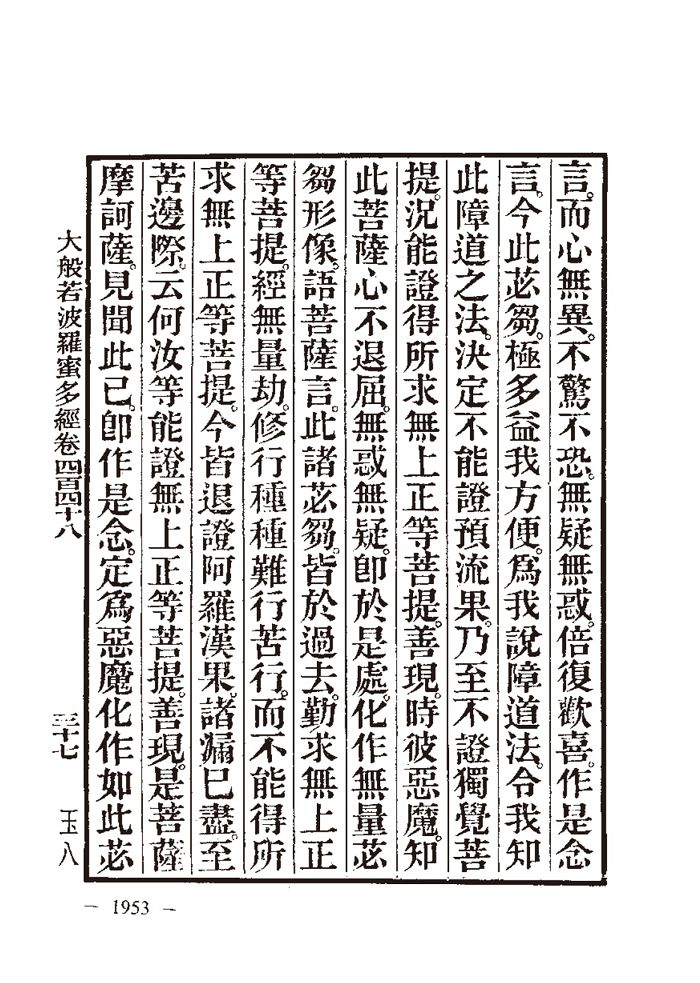 言。而心無異。不驚不恐。無疑無惑。倍復歡喜。作是念
言。今此苾芻。極多益我方便。爲我說障道法。令我知
此障道之法。決定不能證預流果。乃至不證獨覺菩
提。況能證得所求無上正等菩提。善現。時彼惡魔。知
此菩薩心不退屈。無惑無疑。卽於是處。化作無量苾
芻形像。語菩薩言。此諸苾芻。皆於過去。勤求無上正
等菩提。經無量劫。修行種種難行苦行。而不能得所
求無上正等菩提。今皆退證阿羅漢果。諸漏已盡。至
苦邊際。云何汝等能證無上正等菩提。善現。是菩薩
摩訶薩。見聞此已。卽作是念。定爲惡魔化作如此苾
大般若波羅蜜多經卷四百四十八 三十七 玉八
— 1953 —